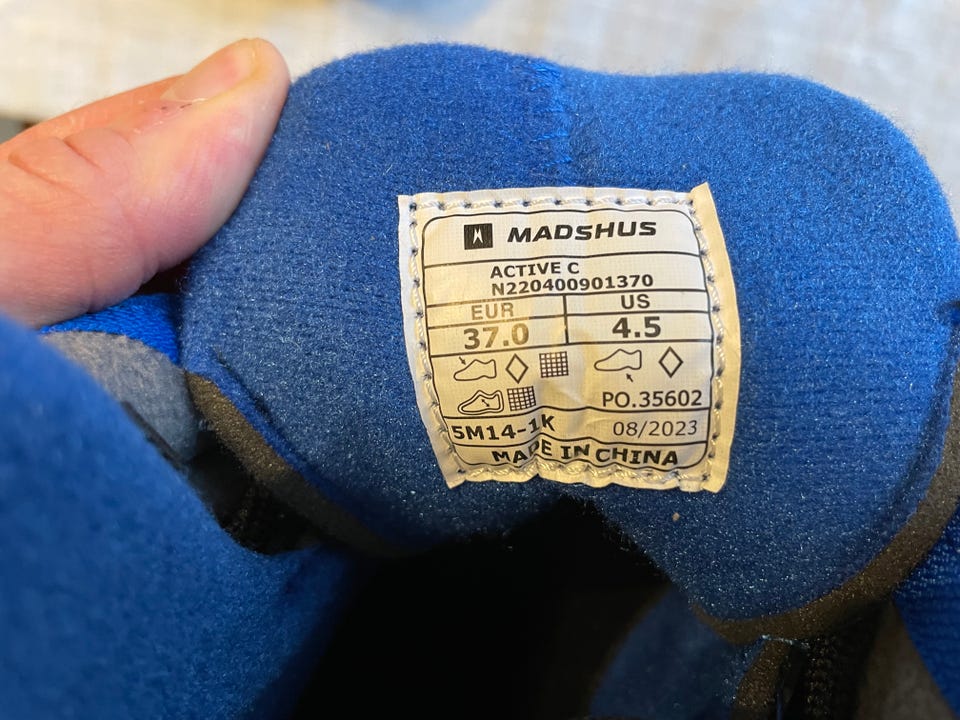 MADSHUS
ACTIVE C
N220400901370
EUR US
37.0 4.5
PO.35602
5M14-1K 08/2023
MADE IN CHINA